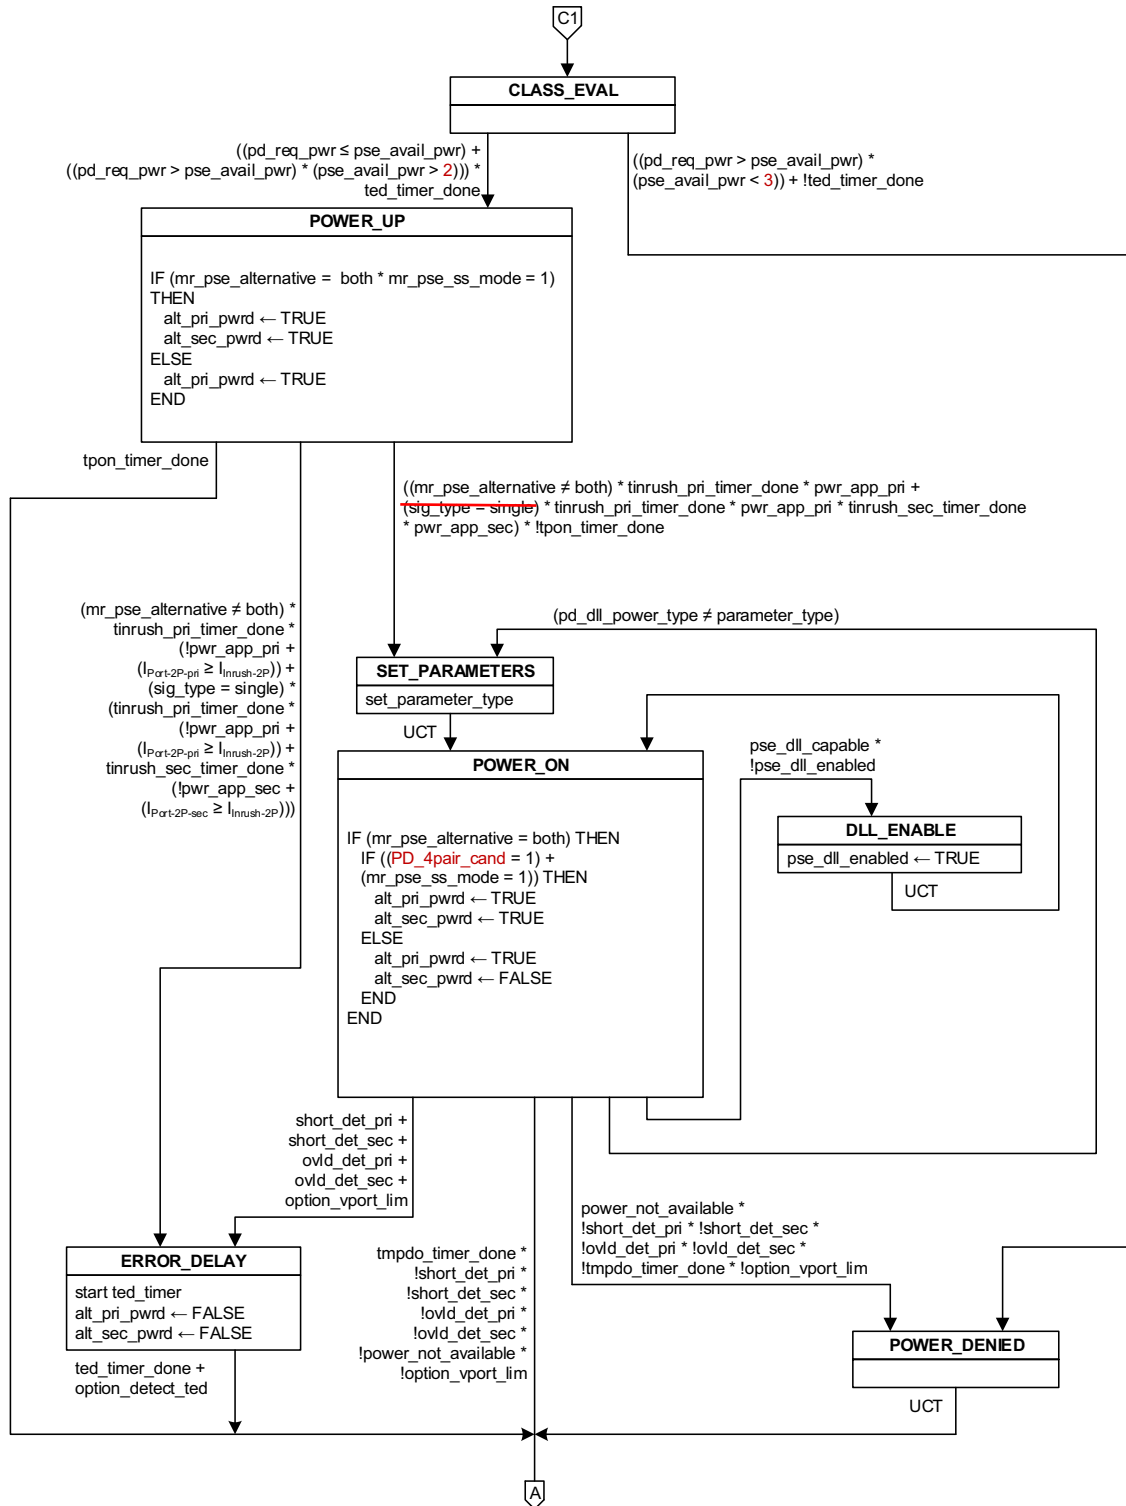 C1
CLASS_EVAL
((pd_req_pwr ≤ pse_avail_pwr) +
((pd_req_pwr > pse_avail_pwr) * (pse_avail_pwr > 2))) *
ted_timer_done
((pd_req_pwr > pse_avail_pwr) *
(pse_avail_pwr < 3)) + !ted_timer_done
POWER_UP
IF (mr_pse_alternative = both * mr_pse_ss_mode = 1)
THEN
alt_pri_pwrd ← TRUE
alt_sec_pwrd ← TRUE
ELSE
alt_pri_pwrd ← TRUE
END
tpon_timer_done
((mr_pse_alternative ≠ both) * tinrush_pri_timer_done * pwr_app_pri +
(sig_type = single) * tinrush_pri_timer_done * pwr_app_pri * tinrush_sec_timer_done
* pwr_app_sec) * !tpon_timer_done
(mr_pse_alternative ≠ both) *
tinrush_pri_timer_done *
(!pwr_app_pri +
(IPort-2P-pri ≥ IInrush-2P)) +
(sig_type = single) *
(tinrush_pri_timer_done *
(!pwr_app_pri +
(IPort-2P-pri ≥ IInrush-2P)) +
tinrush_sec_timer_done *
(!pwr_app_sec +
(IPort-2P-sec ≥ IInrush-2P)))
(pd_dll_power_type ≠ parameter_type)
SET_PARAMETERS
set_parameter_type
UCT
POWER_ON
IF (mr_pse_alternative = both) THEN
IF ((PD_4pair_cand = 1) +
(mr_pse_ss_mode = 1)) THEN
alt_pri_pwrd ← TRUE
alt_sec_pwrd ← TRUE
ELSE
alt_pri_pwrd ← TRUE
alt_sec_pwrd ← FALSE
END
END
pse_dll_capable *
!pse_dll_enabled
DLL_ENABLE
pse_dll_enabled ← TRUE
UCT
short_det_pri +
short_det_sec +
ovld_det_pri +
ovld_det_sec +
option_vport_lim
power_not_available *
!short_det_pri * !short_det_sec *
!ovld_det_pri * !ovld_det_sec *
!tmpdo_timer_done * !option_vport_lim
ERROR_DELAY
start ted_timer
alt_pri_pwrd ← FALSE
alt_sec_pwrd ← FALSE
ted_timer_done +
option_detect_ted
tmpdo_timer_done *
!short_det_pri *
!short_det_sec *
!ovld_det_pri *
!ovld_det_sec *
!power_not_available *
!option_vport_lim
POWER_DENIED
UCT
A